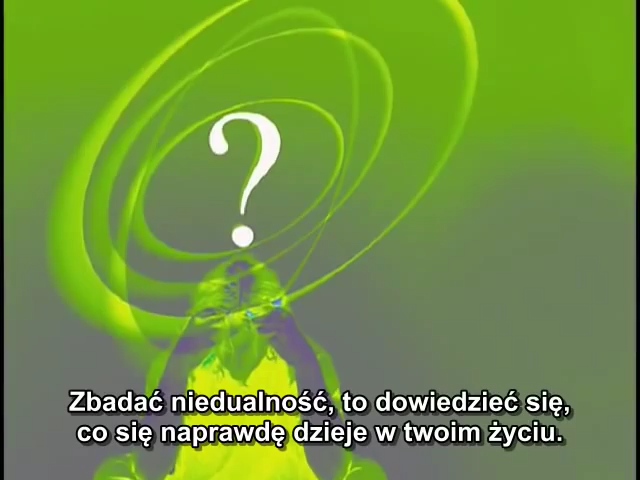 ?
Zbadać niedualność, to dowiedzieć się,
co się naprawdę dzieje w twoim życiu.